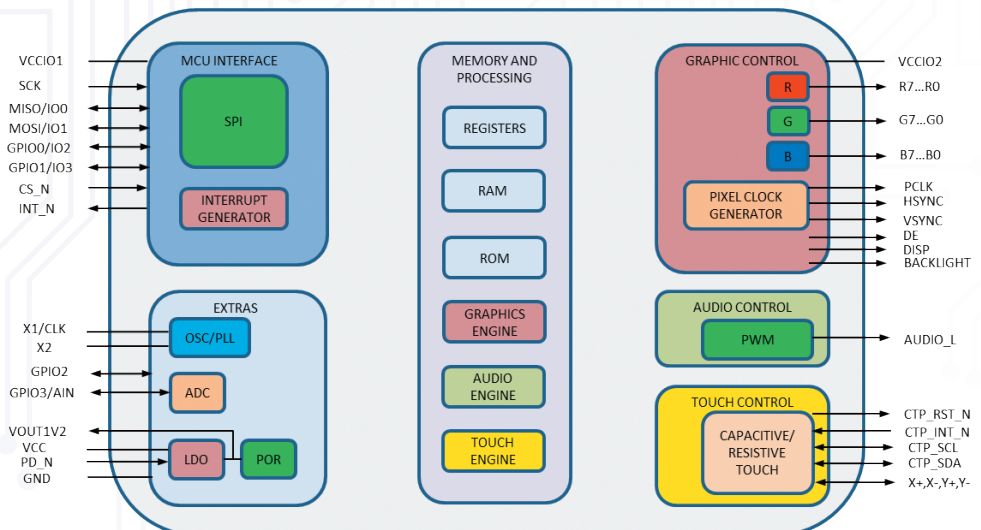 VCCIO1
SCK
MISO/IO0
MOSI/IO1
GPIO0/IO2
GPIO1/IO3
CS_N
INT_N
MCU INTERFACE
SPI
INTERRUPT
GENERATOR
X1/CLK
X2
GPIO2
GPIO3/AIN
VOUT1V2
VCC
PD_N
GND
EXTRAS
OSC/PLL
ADC
LDO
POR
MEMORY AND
PROCESSING
REGISTERS
RAM
ROM
GRAPHICS
ENGINE
AUDIO
ENGINE
TOUCH
ENGINE
GRAPHIC CONTROL
R
G
B
PIXEL CLOCK
GENERATOR
VCCIO2
R7...R0
G7...G0
B7...B0
PCLK
HSYNC
VSYNC
DE
DISP
BACKLIGHT
AUDIO CONTROL
PWM
AUDIO_L
TOUCH CONTROL
CAPACITIVE/
RESISTIVE
TOUCH
CTP_RST_N
CTP_INT_N
CTP_SCL
CTP_SDA
X+,X-,Y+,Y-